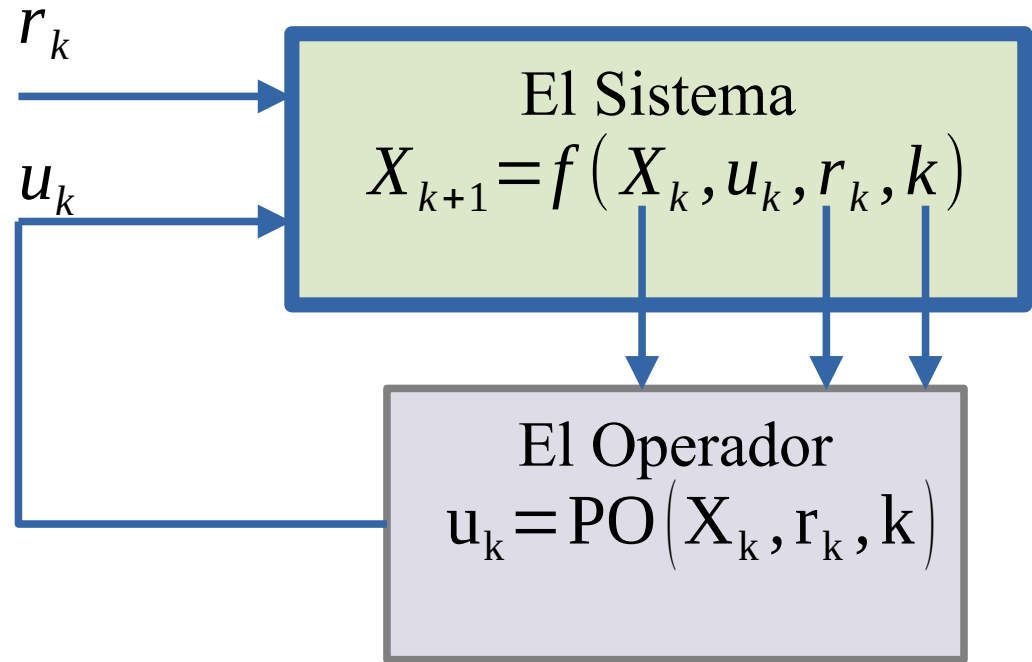 r_k
El Sistema
u_k
X_{k+1} = f(X_k, u_k, r_k, k)
El Operador
u_k = PO(X_k, r_k, k)